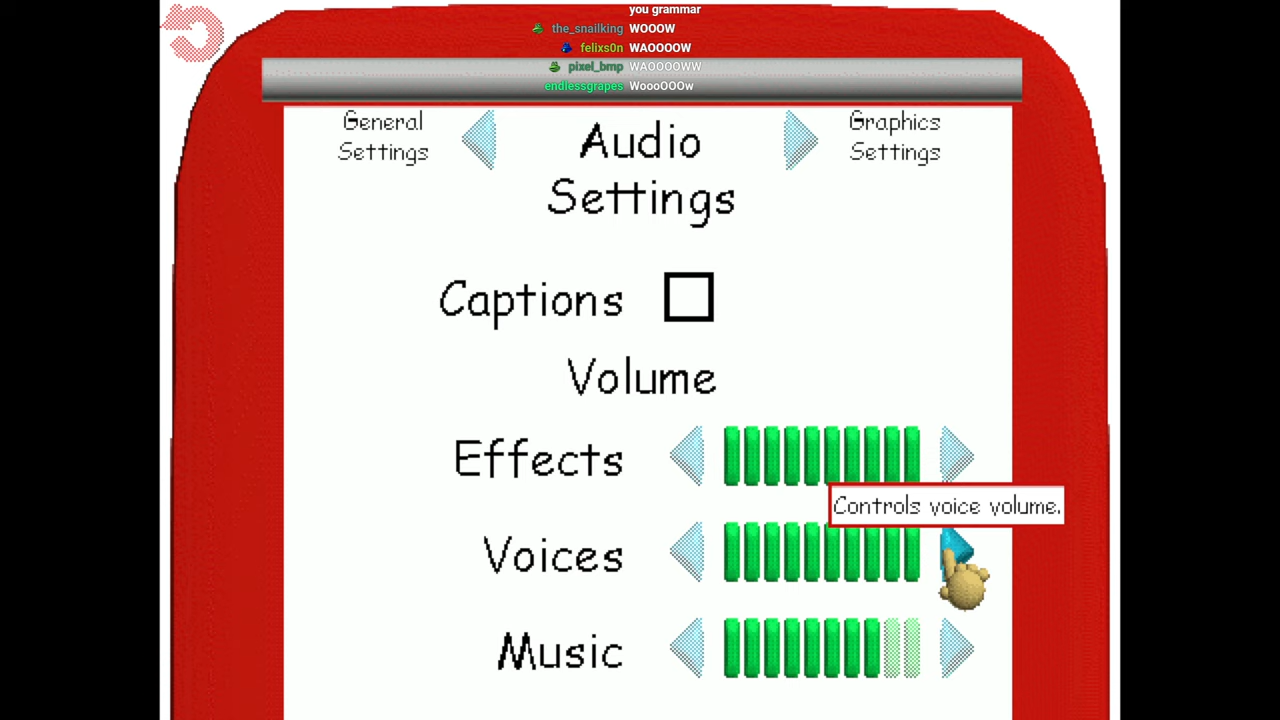 you grammar
the_snailking WOOOW
felixs0n WAOOOOW
pixel_bmp WAOOOOWW
endlessgrapes WoooOOOw
General Settings
Audio Settings
Graphics Settings
Captions
Volume
Effects
Controls voice volume.
Voices
Music